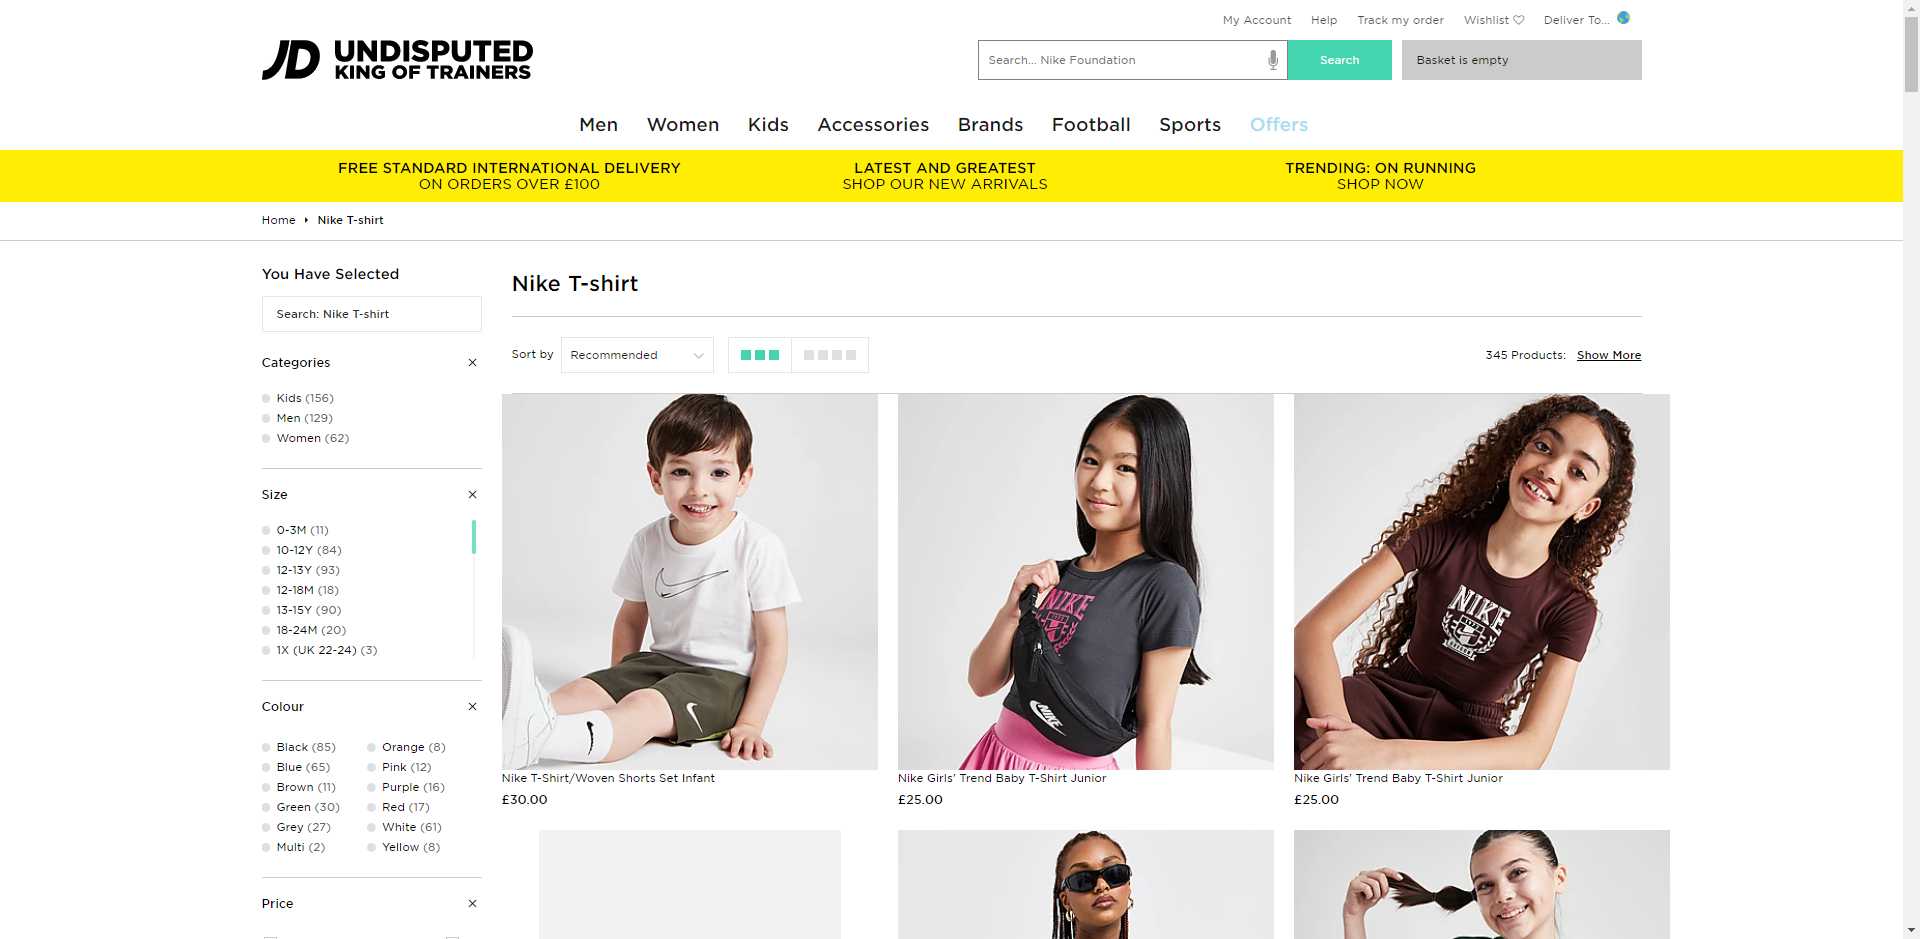 My Account Help Track my order Wishlist Deliver To...
JD UNDISPUTED
KING OF TRAINERS
Search... Nike Foundation Search Basket is empty
Men Women Kids Accessories Brands Football Sports Offers
FREE STANDARD INTERNATIONAL DELIVERY
ON ORDERS OVER £100
LATEST AND GREATEST
SHOP OUR NEW ARRIVALS
TRENDING: ON RUNNING
SHOP NOW
Home Nike T-shirt
You Have Selected
Search: Nike T-shirt
Categories
Kids (156)
Men (129)
Women (62)
Size
0-3M (11)
10-12Y (84)
12-13Y (93)
12-18M (18)
13-15Y (90)
18-24M (20)
1X (UK 22-24) (3)
Colour
Black (85)
Blue (65)
Brown (11)
Green (30)
Grey (27)
Multi (2)
Orange (8)
Pink (12)
Purple (16)
Red (17)
White (61)
Yellow (8)
Price
Nike T-shirt
Sort by Recommended
345 Products: Show More
NIKE
NIKE
NIKE
Nike T-Shirt/Woven Shorts Set Infant
£30.00
Nike Girls' Trend Baby T-Shirt Junior
£25.00
Nike Girls' Trend Baby T-Shirt Junior
£25.00